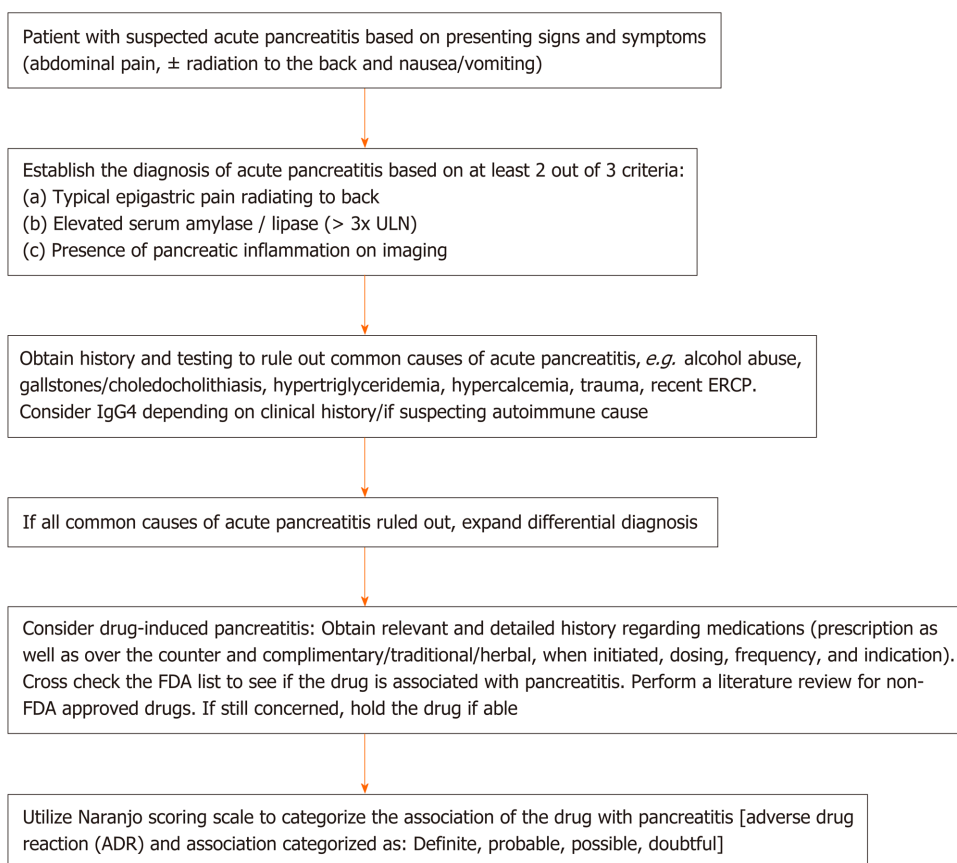 Patient with suspected acute pancreatitis based on presenting signs and symptoms
(abdominal pain, ± radiation to the back and nausea/vomiting)
Establish the diagnosis of acute pancreatitis based on at least 2 out of 3 criteria:
(a) Typical epigastric pain radiating to back
(b) Elevated serum amylase / lipase (> 3x ULN)
(c) Presence of pancreatic inflammation on imaging
Obtain history and testing to rule out common causes of acute pancreatitis, e.g. alcohol abuse,
gallstones/choledocholithiasis, hypertriglyceridemia, hypercalcemia, trauma, recent ERCP.
Consider IgG4 depending on clinical history/if suspecting autoimmune cause
If all common causes of acute pancreatitis ruled out, expand differential diagnosis
Consider drug-induced pancreatitis: Obtain relevant and detailed history regarding medications (prescription as
well as over the counter and complimentary/traditional/herbal, when initiated, dosing, frequency, and indication).
Cross check the FDA list to see if the drug is associated with pancreatitis. Perform a literature review for non-
FDA approved drugs. If still concerned, hold the drug if able
Utilize Naranjo scoring scale to categorize the association of the drug with pancreatitis [adverse drug
reaction (ADR) and association categorized as: Definite, probable, possible, doubtful]